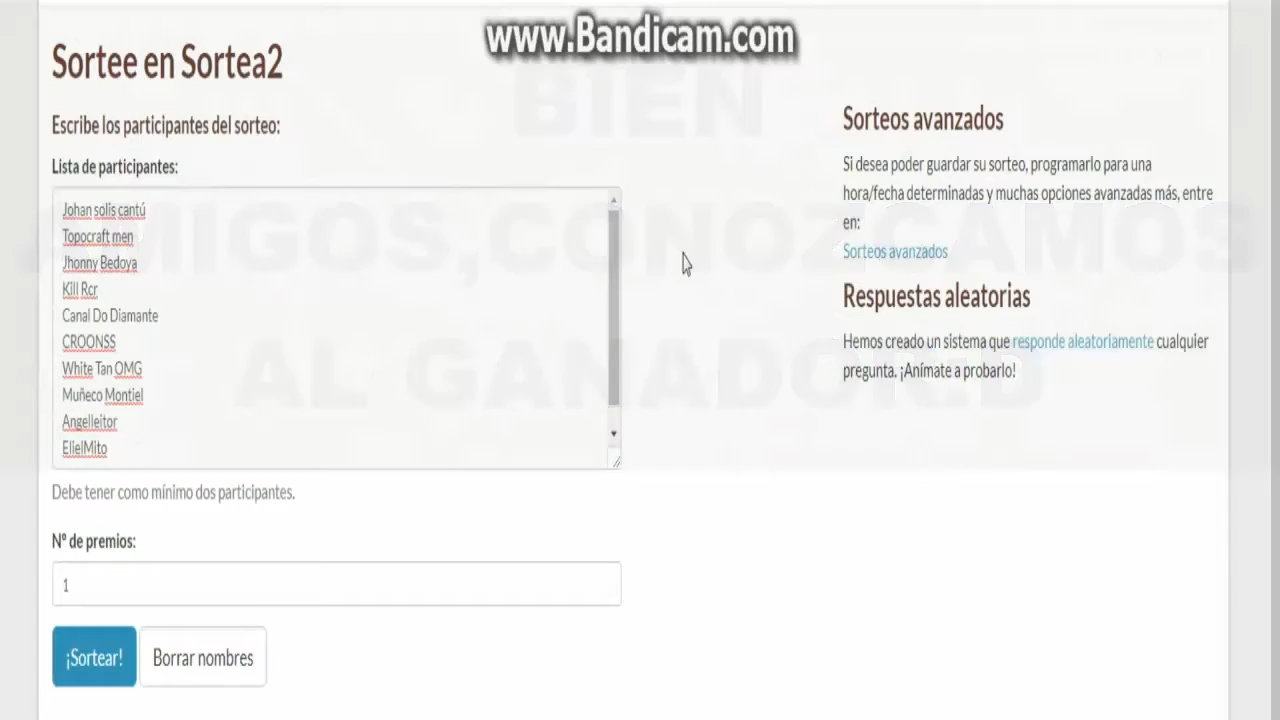 www.Bandicam.com
BIEN
AMIGOS, CONOZCAMOS
AL GANADOR:D
Sortee en Sortea2
Escribe los participantes del sorteo:
Lista de participantes:
Johan solis cantú
Topocraft men
Jhonny Bedoya
Kill Rcr
Canal Do Diamante
CROONSS
White Tan OMG
Muñeco Montiel
Angelleitor
ElielMito
Debe tener como mínimo dos participantes.
Nº de premios:
1
¡Sortear!
Borrar nombres
Sorteos avanzados
Si desea poder guardar su sorteo, programarlo para una
hora/fecha determinadas y muchas opciones avanzadas más, entre
en:
Sorteos avanzados
Respuestas aleatorias
Hemos creado un sistema que responde aleatoriamente cualquier
pregunta. ¡Anímate a probarlo!